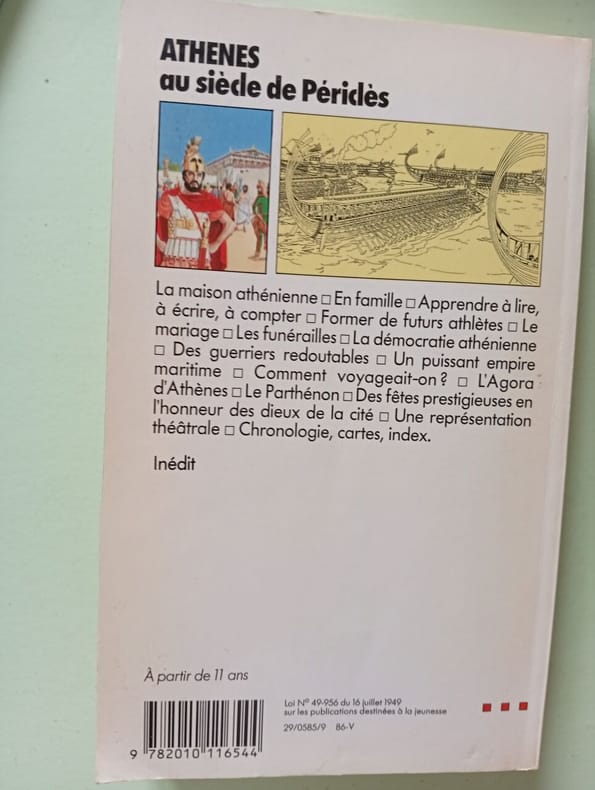 ATHENES
au siècle de Périclès
La maison athénienne □ En famille □ Apprendre à lire,
à écrire, à compter □ Former de futurs athlètes □ Le
mariage □ Les funérailles □ La démocratie athénienne
□ Des guerriers redoutables □ Un puissant empire
maritime □ Comment voyageait-on ? □ L'Agora
d'Athènes □ Le Parthénon □ Des fêtes prestigieuses en
l'honneur des dieux de la cité □ Une représentation
théâtrale □ Chronologie, cartes, index.
Inédit
À partir de 11 ans
Loi N° 49-956 du 16 juillet 1949
sur les publications destinées à la jeunesse
29/0585/9 86-V
9 782010 116544